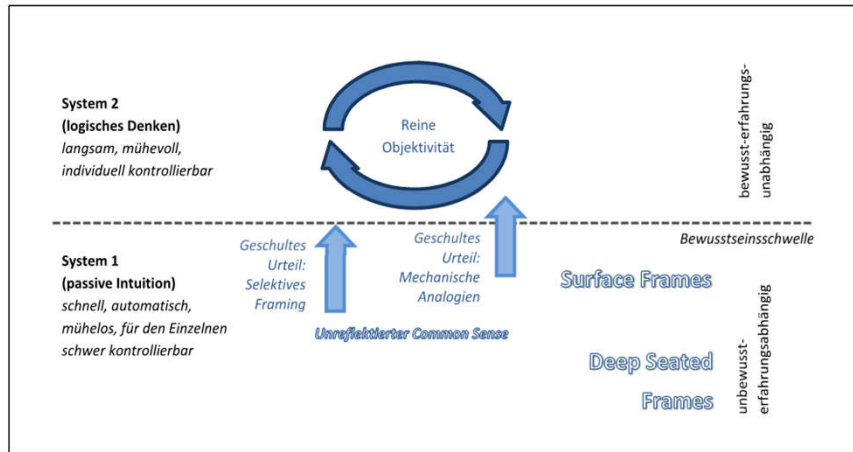 System 2
(logisches Denken)
langsam, mühevoll,
individuell kontrollierbar
Reine
Objektivität
bewusst-erfahrungs-
unabhängig
Bewusstseinsschwelle
System 1
(passive Intuition)
schnell, automatisch,
mühelos, für den Einzelnen
schwer kontrollierbar
Geschultes
Urteil:
Selektives
Framing
Geschultes
Urteil:
Mechanische
Analogien
Unreflektierter Common Sense
Surface Frames
Deep Seated
Frames
unbewusst-
erfahrungsabhängig